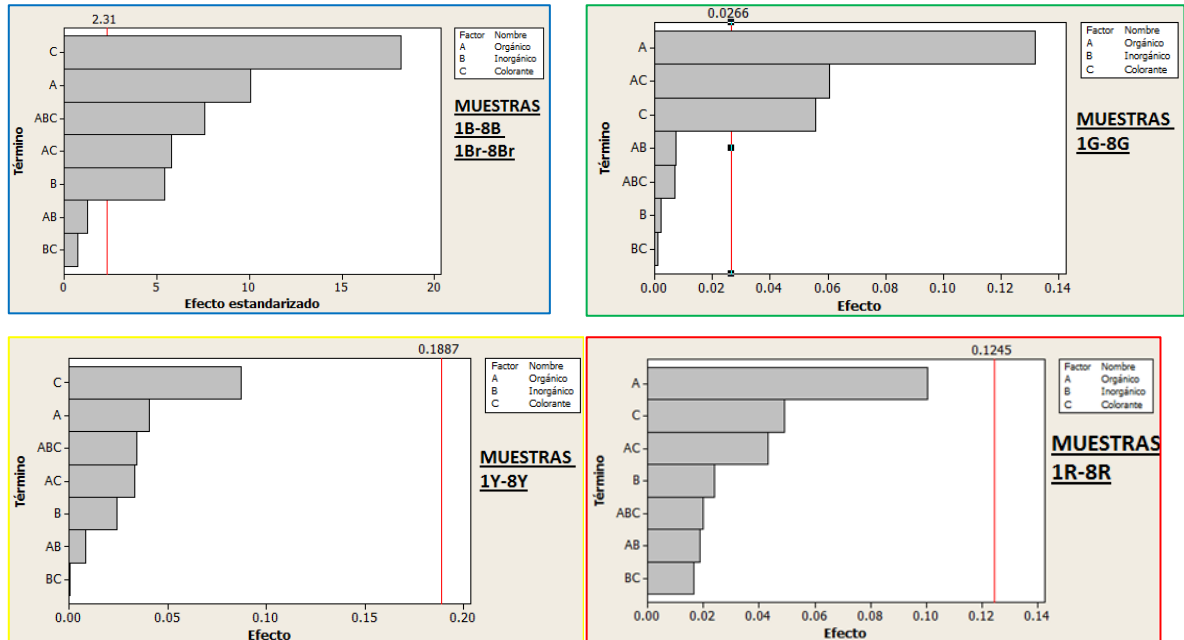 2.31
Término
C
A
ABC
AC
B
AB
BC
0 5 10 15 20
Efecto estandarizado
Factor Nombre
A Orgánico
B Inorgánico
C Colorante
MUESTRAS
1B-8B
1Br-8Br
0.0266
Término
A
AC
C
AB
ABC
B
BC
0.00 0.02 0.04 0.06 0.08 0.10 0.12 0.14
Efecto
Factor Nombre
A Orgánico
B Inorgánico
C Colorante
MUESTRAS
1G-8G
0.1887
Término
C
A
ABC
AC
B
AB
BC
0.00 0.05 0.10 0.15 0.20
Efecto
Factor Nombre
A Orgánico
B Inorgánico
C Colorante
MUESTRAS
1Y-8Y
0.1245
Término
A
C
AC
B
ABC
AB
BC
0.00 0.02 0.04 0.06 0.08 0.10 0.12 0.14
Efecto
Factor Nombre
A Orgánico
B Inorgánico
C Colorante
MUESTRAS
1R-8R